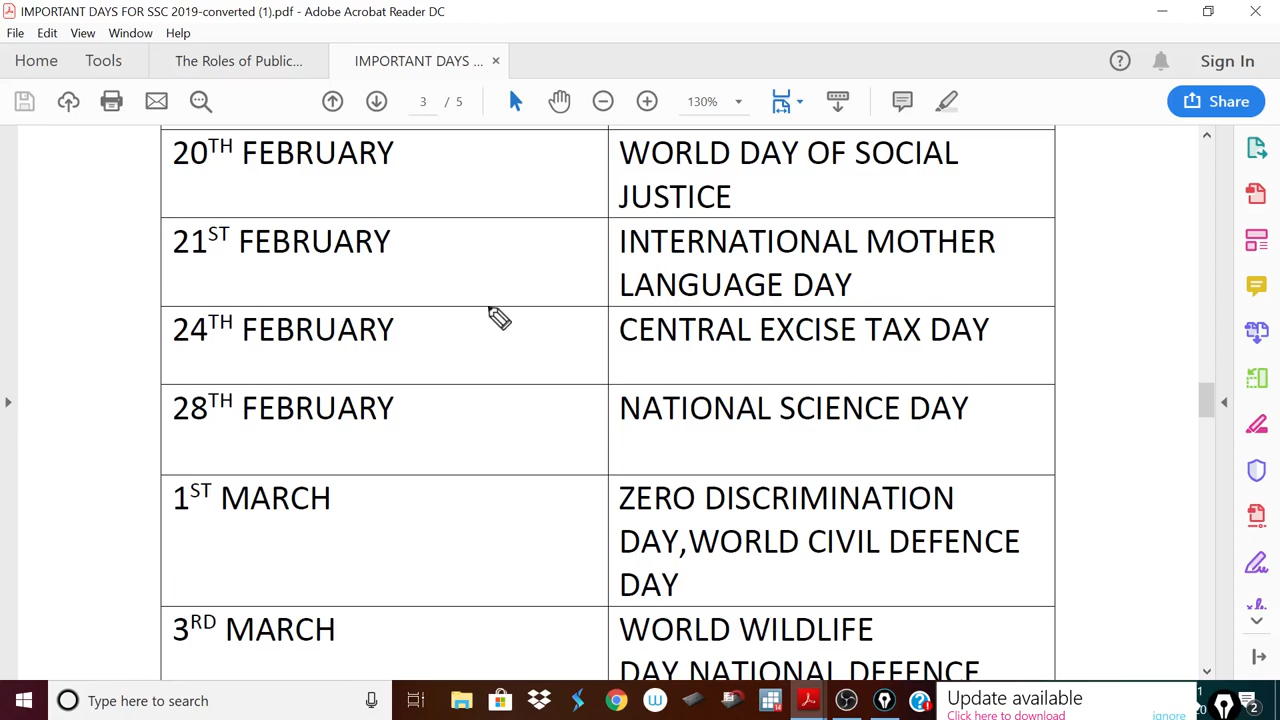 IMPORTANT DAYS FOR SSC 2019-converted (1).pdf - Adobe Acrobat Reader DC
File Edit View Window Help
Home Tools The Roles of Public... IMPORTANT DAYS ... × Sign In
3 / 5 130% Share
20TH FEBRUARY WORLD DAY OF SOCIAL
JUSTICE
21ST FEBRUARY INTERNATIONAL MOTHER
LANGUAGE DAY
24TH FEBRUARY CENTRAL EXCISE TAX DAY
28TH FEBRUARY NATIONAL SCIENCE DAY
1ST MARCH ZERO DISCRIMINATION
DAY,WORLD CIVIL DEFENCE
DAY
3RD MARCH WORLD WILDLIFE
DAY,NATIONAL DEFENCE
Type here to search
Update available
Click here to download ignore
2